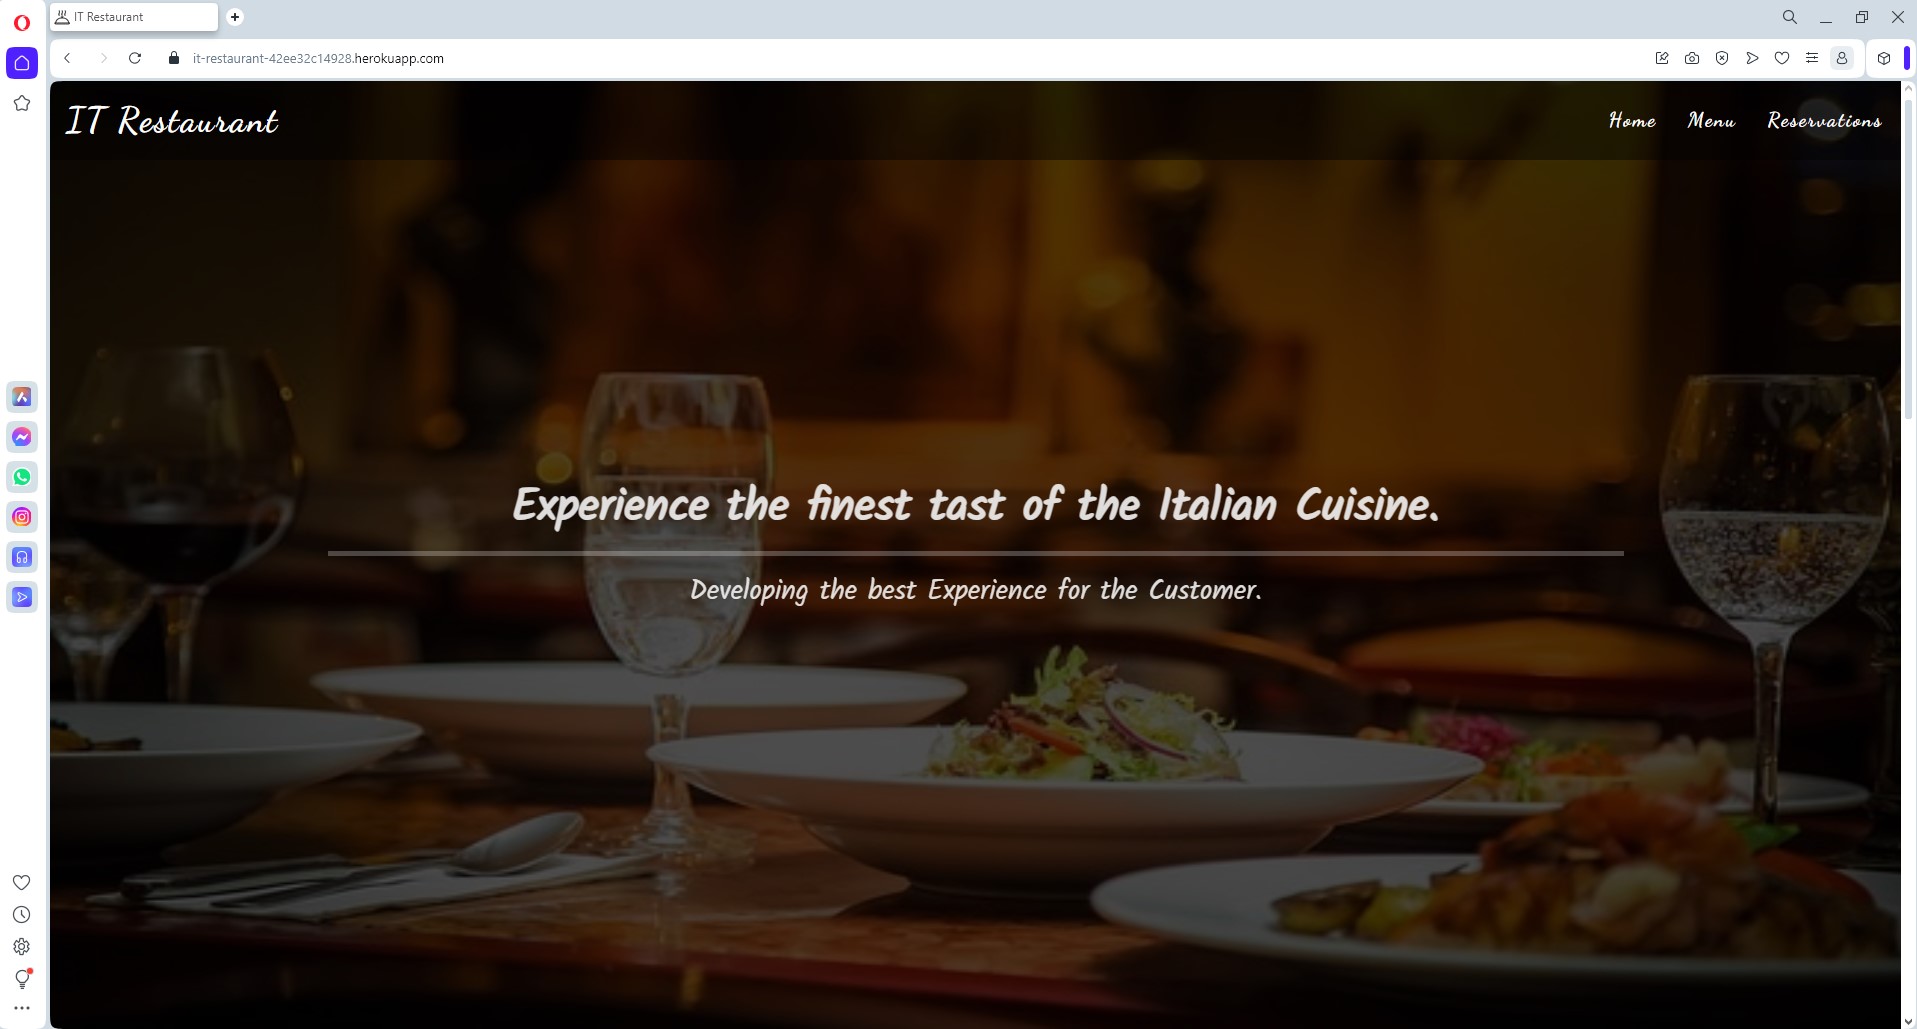 IT Restaurant
it-restaurant-42ee32c14928.herokuapp.com
IT Restaurant
Home Menu Reservations
Experience the finest tast of the Italian Cuisine.
Developing the best Experience for the Customer.